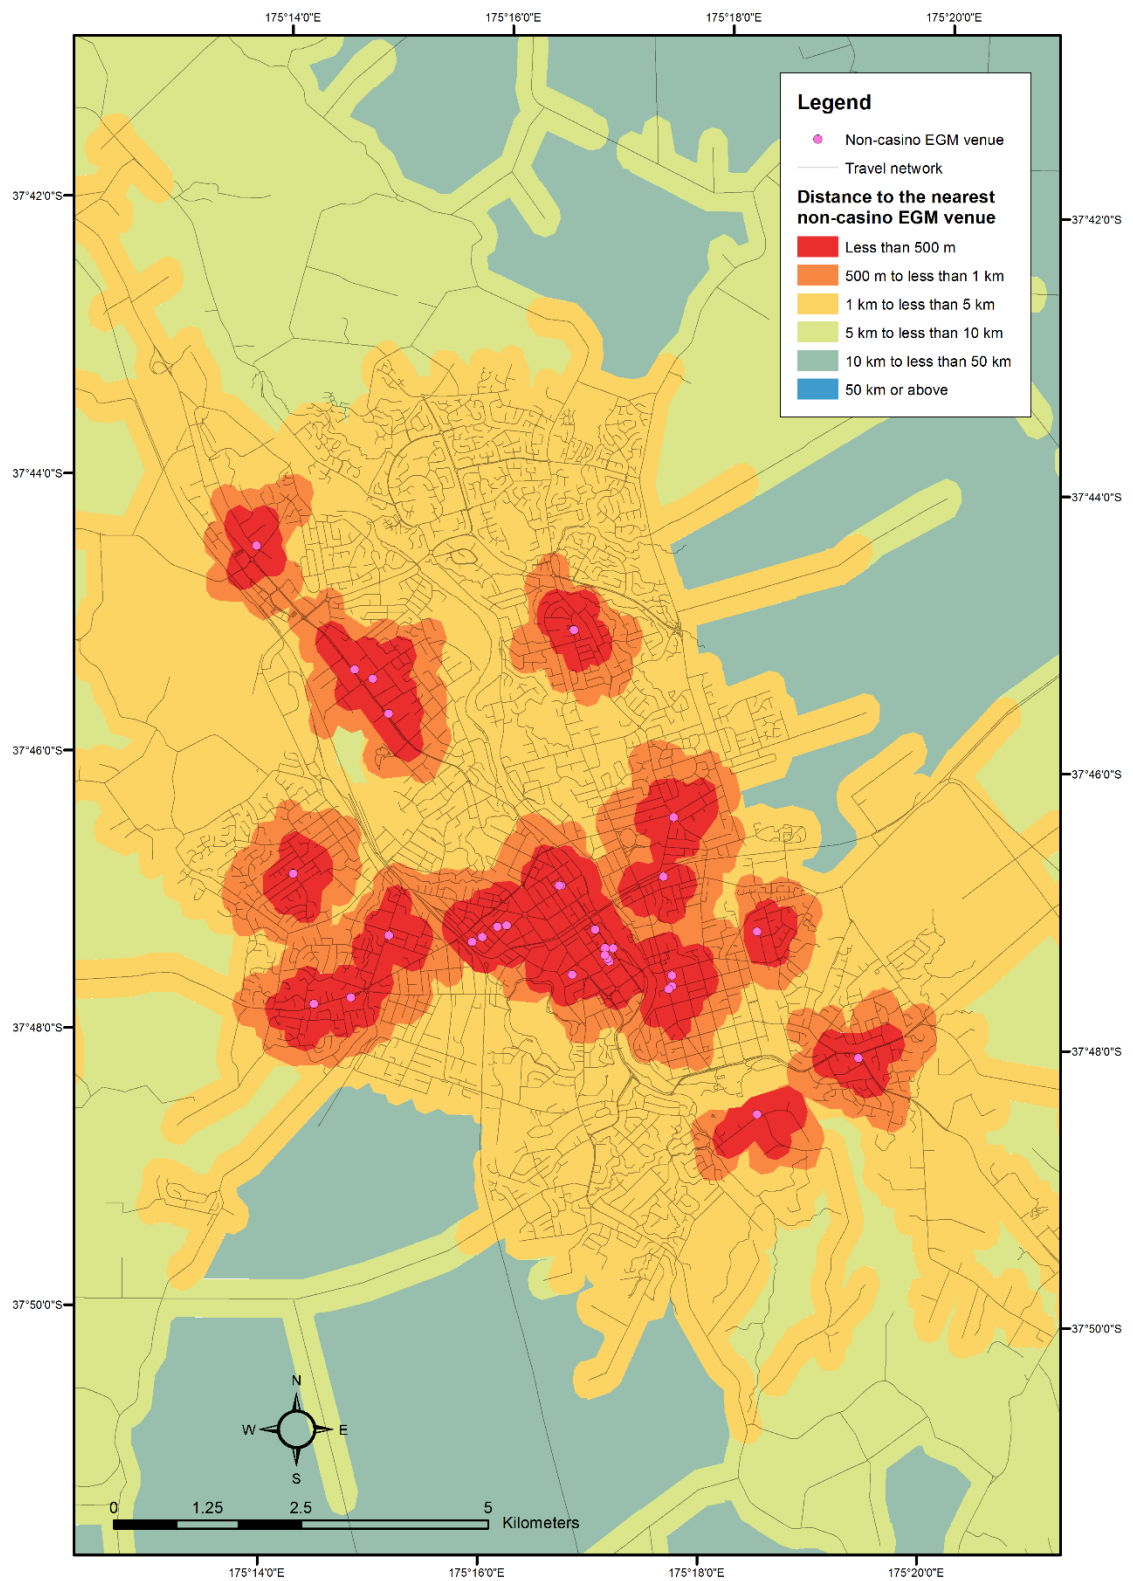 175°14'0"E 175°16'0"E 175°18'0"E 175°20'0"E
Legend
Non-casino EGM venue
Travel network
Distance to the nearest
non-casino EGM venue
Less than 500 m
500 m to less than 1 km
1 km to less than 5 km
5 km to less than 10 km
10 km to less than 50 km
50 km or above
37°42'0"S 37°42'0"S
37°44'0"S 37°44'0"S
37°46'0"S 37°46'0"S
37°48'0"S 37°48'0"S
37°50'0"S 37°50'0"S
N
W E
S
0 1.25 2.5 5
Kilometers
175°14'0"E 175°16'0"E 175°18'0"E 175°20'0"E